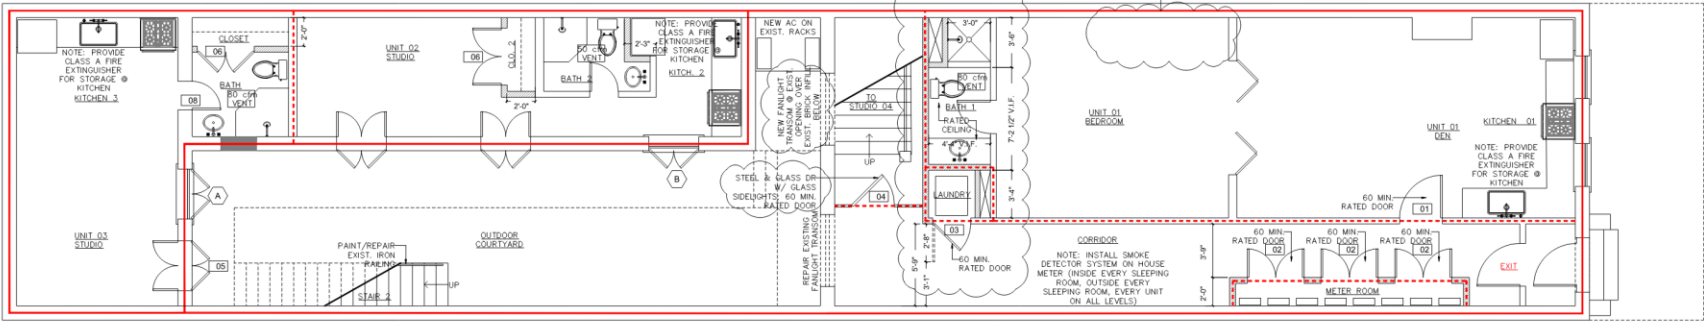 NOTE: PROVIDE
CLASS A FIRE
EXTINGUISHER
FOR STORAGE @
KITCHEN
KITCHEN 3
CLOSET
06
BATH
80 cfm
VENT
08
2'-0"
UNIT 02
STUDIO
06
CLO. 2
2'-0"
50 cfm
VENT
BATH 2
2'-3"
NOTE: PROVIDE
CLASS A FIRE
EXTINGUISHER
FOR STORAGE @
KITCHEN
KITCH. 2
NEW AC ON
EXIST. RACKS
NEW FANLIGHT
TRANSOM @ EXIST.
OPENING OVER
EXIST. BRICK INFILL
BELOW
TO
STUDIO 04
UP
3'-0"
3'-6"
80 cfm
VENT
BATH 1
RATED
CEILING
4'-4" V.I.F.
7'-2 1/2" V.I.F.
3'-4"
LAUNDRY
UNIT 01
BEDROOM
UNIT 01
DEN
KITCHEN 01
NOTE: PROVIDE
CLASS A FIRE
EXTINGUISHER
FOR STORAGE @
KITCHEN
60 MIN.
RATED DOOR
01
A
B
STEEL & GLASS DR
W/ GLASS
SIDELIGHTS. 60 MIN.
RATED DOOR
04
UNIT 03
STUDIO
05
PAINT/REPAIR
EXIST. IRON
RAILING
STAIR 2
UP
OUTDOOR
COURTYARD
REPAIR EXISTING
FANLIGHT TRANSOM
5'-9"
2'-8"
3'-1"
03
60 MIN.
RATED DOOR
CORRIDOR
NOTE: INSTALL SMOKE
DETECTOR SYSTEM ON HOUSE
METER (INSIDE EVERY SLEEPING
ROOM, OUTSIDE EVERY
SLEEPING ROOM, EVERY UNIT
ON ALL LEVELS)
3'-9"
2'-0"
60 MIN.
RATED DOOR
02
60 MIN.
RATED DOOR
02
60 MIN.
RATED DOOR
02
METER ROOM
EXIT